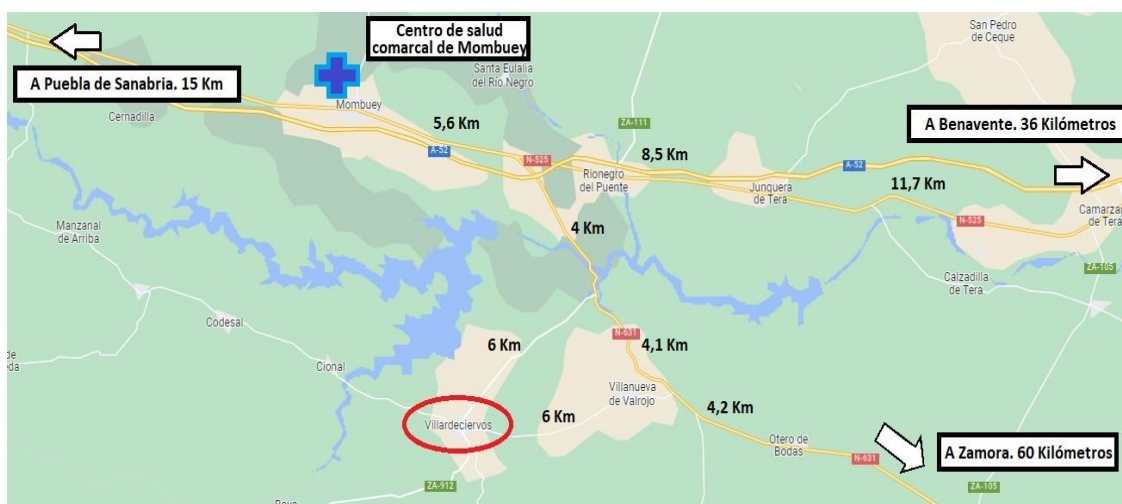 Centro de salud
comarcal de Mombuey
San Pedro
de Ceque
A Puebla de Sanabria. 15 Km
Santa Eulalia
del Río Negro
Mombuey
Cernadilla
5,6 Km
ZA-111
A Benavente. 36 Kilómetros
A-52
N-525
8,5 Km
A-52
Rionegro
del Puente
Junquera
de Tera
11,7 Km
Camarzan
de Tera
N-525
Manzanal
de Arriba
4 Km
ZA-105
Calzadilla
de Tera
Codesal
N-631
de
eda
6 Km
4,1 Km
Cional
Villanueva
de Valrojo
4,2 Km
Villardeciervos
6 Km
Otero de
Bodas
N-631
A Zamora. 60 Kilómetros
ZA-912
ZA-105